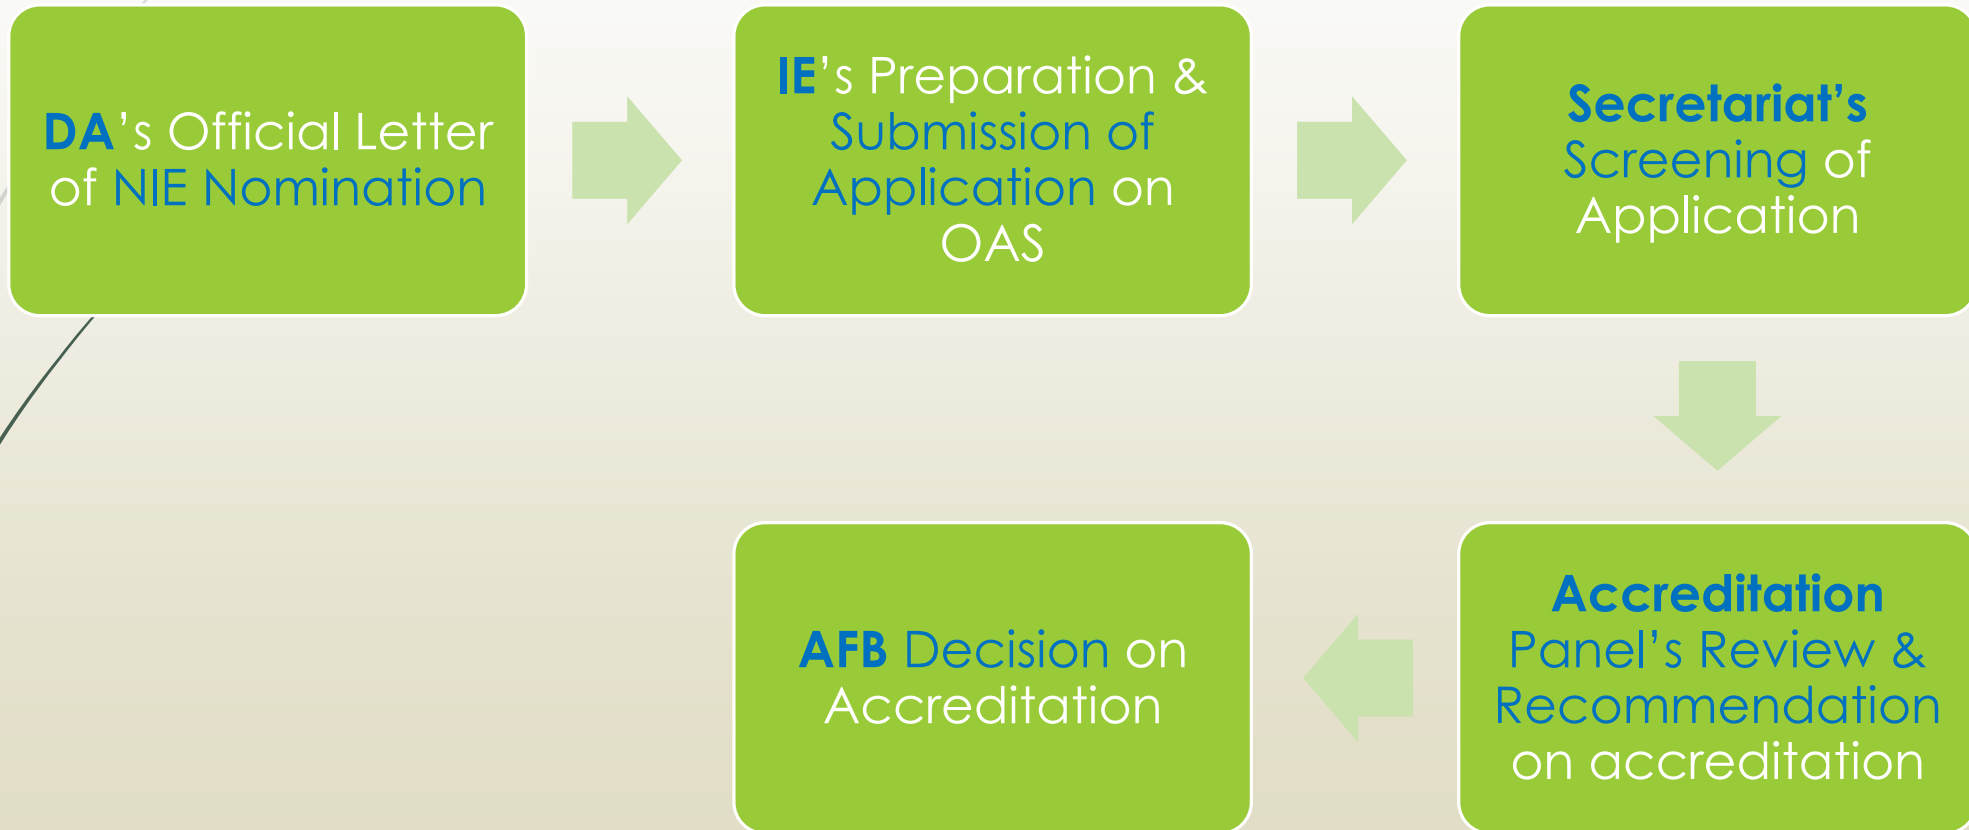 DA's Official Letter
of NIE Nomination
IE's Preparation &
Submission of
Application on
OAS
Secretariat's
Screening of
Application
Accreditation
Panel's Review &
Recommendation
on accreditation
AFB Decision on
Accreditation